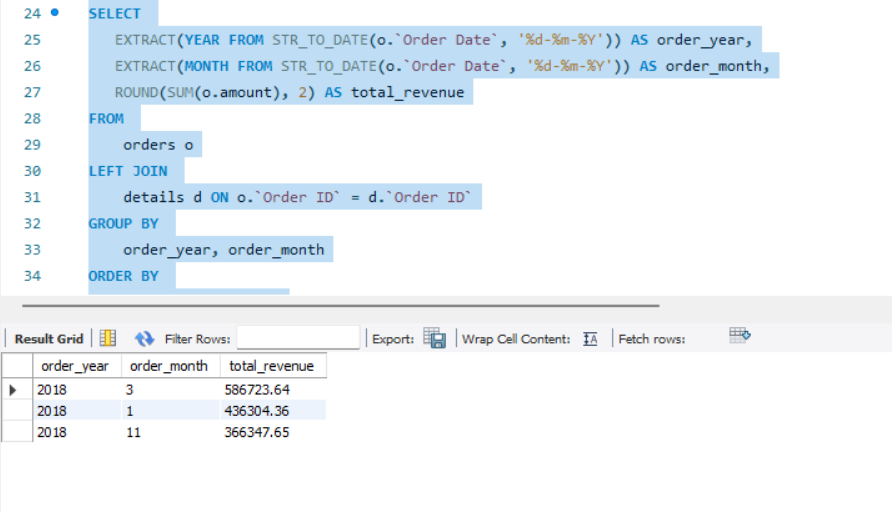 24 SELECT
25 EXTRACT(YEAR FROM STR_TO_DATE(o.`Order Date`, '%d-%m-%Y')) AS order_year,
26 EXTRACT(MONTH FROM STR_TO_DATE(o.`Order Date`, '%d-%m-%Y')) AS order_month,
27 ROUND(SUM(o.amount), 2) AS total_revenue
28 FROM
29 orders o
30 LEFT JOIN
31 details d ON o.`Order ID` = d.`Order ID`
32 GROUP BY
33 order_year, order_month
34 ORDER BY
Result Grid Filter Rows: Export: Wrap Cell Content: IA Fetch rows:
order_year order_month total_revenue
2018 3 586723.64
2018 1 436304.36
2018 11 366347.65